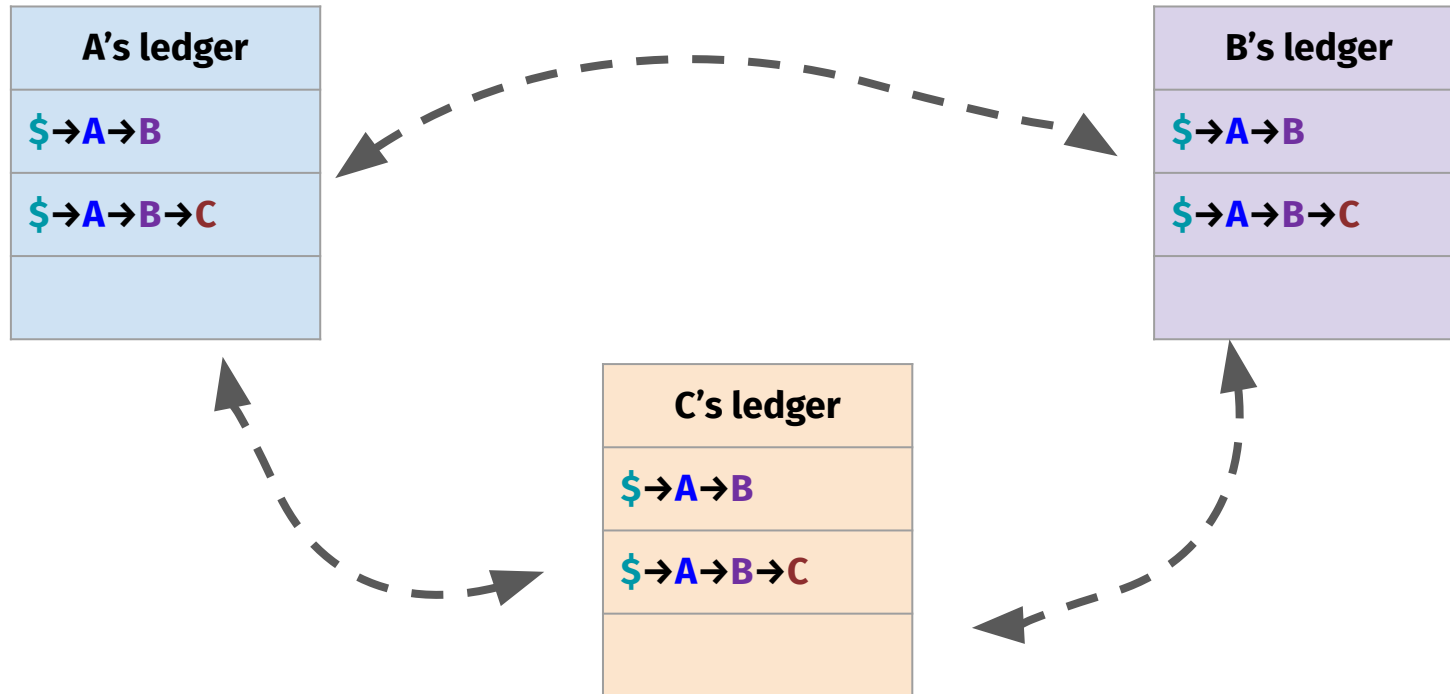 A’s ledger
$→A→B
$→A→B→C
B’s ledger
$→A→B
$→A→B→C
C’s ledger
$→A→B
$→A→B→C